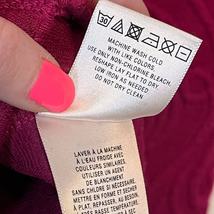 30
MACHINE WASH COLD
WITH LIKE COLORS
USE ONLY NON-CHLORINE BLEACH.
RESHAPE LAY FLAT TO DRY
LOW IRON AS NEEDED
DO NOT DRY CLEAN
LAVER À LA MACHINE
À L'EAU FROIDE AVEC
COULEURS SIMILAIRES.
UTILISER UN AGENT
DE BLANCHIMENT
SANS CHLORE SI NÉCESSAIRE.
SÉCHER EN METTANT
À PLAT. REPASSER, AU BESOIN,
À TEMPÉRATURE